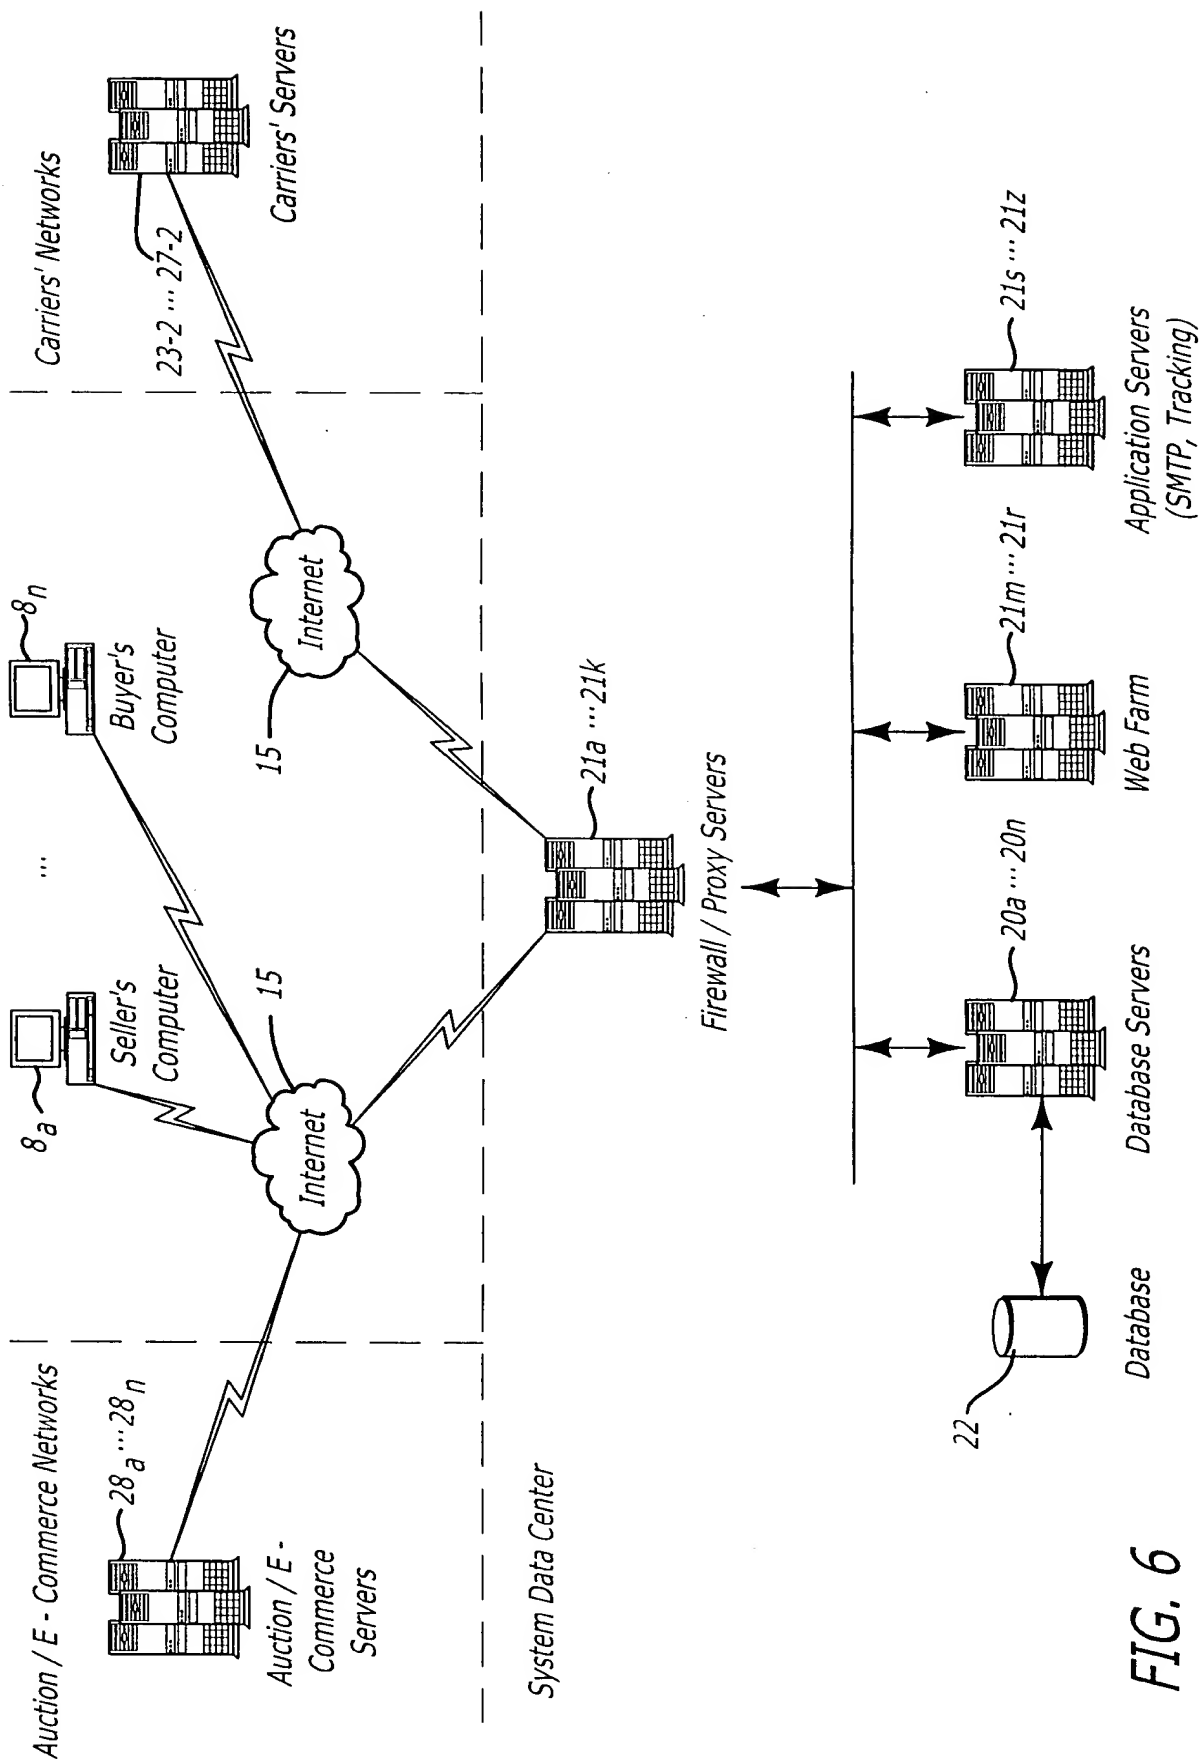 Auction / E - Commerce Networks
Carriers' Networks
8a
...
8n
28a ... 28n
Seller's
Computer
Buyer's
Computer
23-2 ... 27-2
Auction / E -
Commerce
Servers
15
15
Carriers' Servers
Internet
Internet
System Data Center
21a ... 21k
Firewall / Proxy Servers
22
20a ... 20n
21m ... 21r
21s ... 21z
Database
Database Servers
Web Farm
Application Servers
(SMTP, Tracking)
FIG. 6